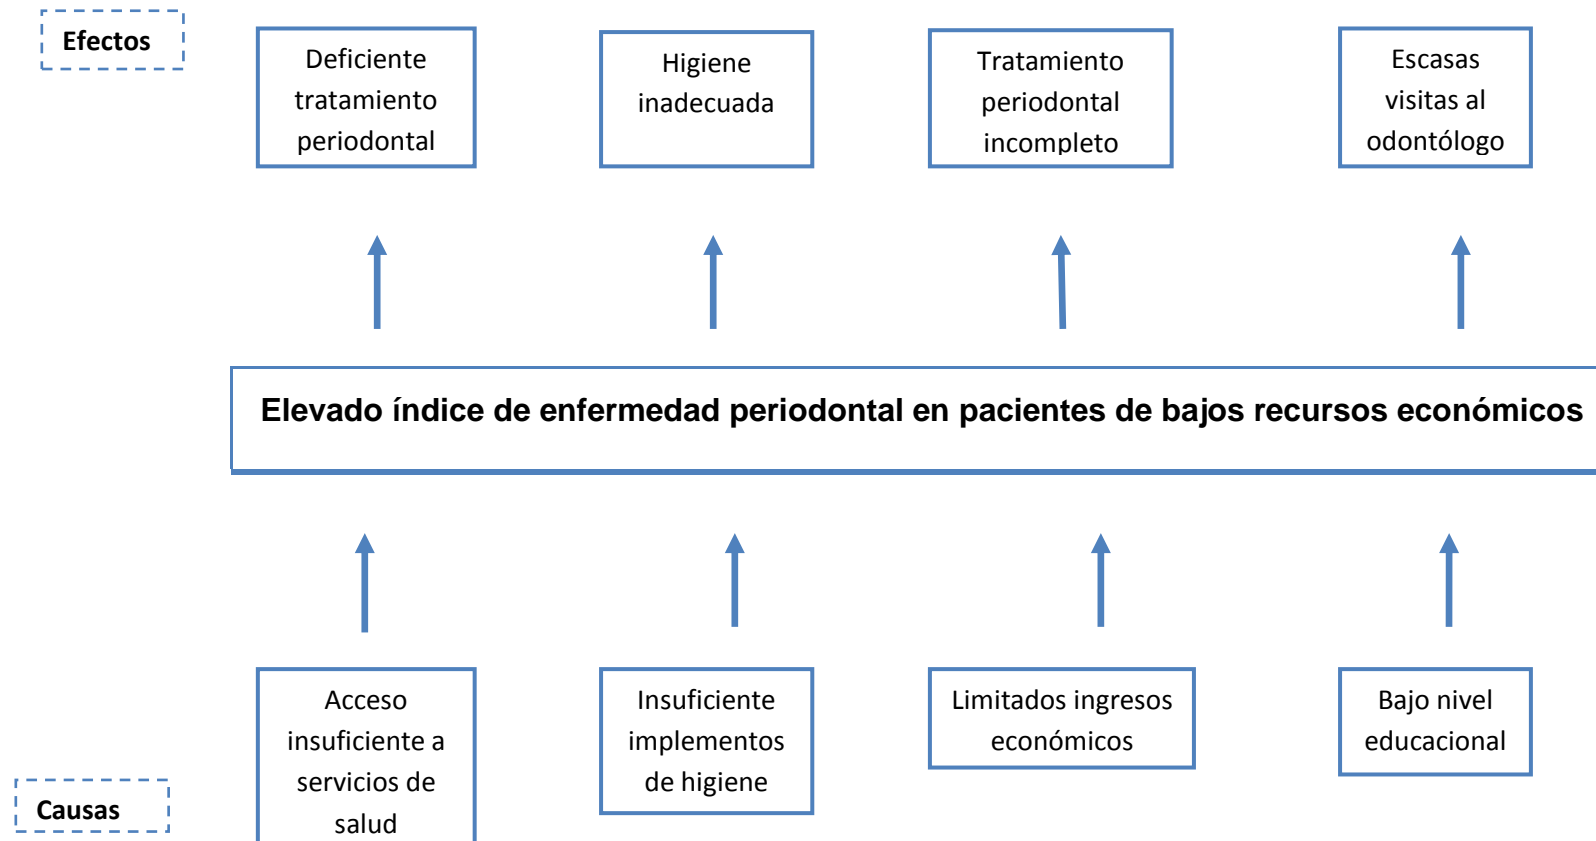 Efectos
Deficiente
tratamiento
periodontal
Higiene
inadecuada
Tratamiento
periodontal
incompleto
Escasas
visitas al
odontólogo
Elevado índice de enfermedad periodontal en pacientes de bajos recursos económicos
Acceso
insuficiente a
servicios de
salud
Insuficiente
implementos
de higiene
Limitados ingresos
económicos
Bajo nivel
educacional
Causas